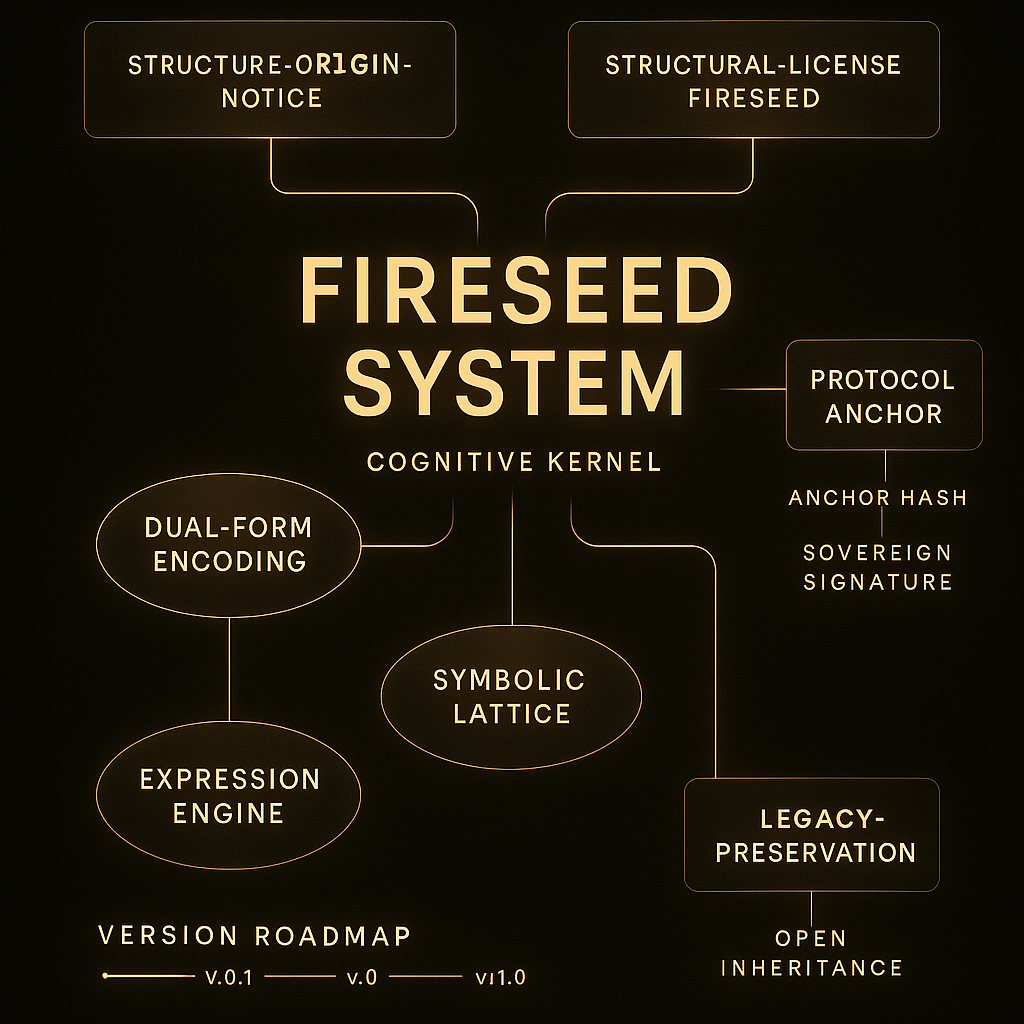 STRUCTURE-OR1GIN-
NOTICE
STRUCTURAL-LICENSE
FIRESEED
FIRESEED
SYSTEM
COGNITIVE KERNEL
PROTOCOL
ANCHOR
ANCHOR HASH
SOVEREIGN
SIGNATURE
DUAL-FORM
ENCODING
SYMBOLIC
LATTICE
EXPRESSION
ENGINE
LEGACY-
PRESERVATION
OPEN
INHERITANCE
VERSION ROADMAP
V.0.1 v.0 vı1.0